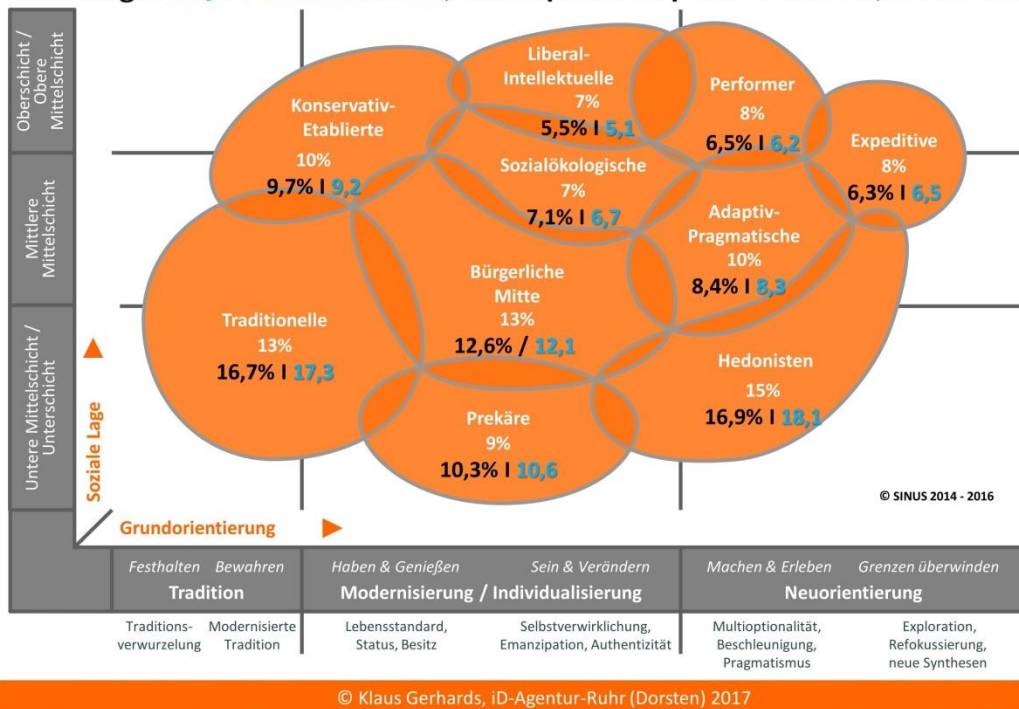 Oberschicht /
Obere
Mittelschicht
Mittlere
Mittelschicht
Untere Mittelschicht /
Unterschicht
Soziale Lage
Konservativ-
Etablierte
10%
9,7% I 9,2
Liberal-
Intellektuelle
7%
5,5% I 5,1
Performer
8%
6,5% I 6,2
Expeditive
8%
6,3% I 6,5
Sozialökologische
7%
7,1% I 6,7
Adaptiv-
Pragmatische
10%
8,4% I 8,3
Traditionelle
13%
16,7% I 17,3
Bürgerliche
Mitte
13%
12,6% / 12,1
Hedonisten
15%
16,9% I 18,1
Prekäre
9%
10,3% I 10,6
© SINUS 2014 - 2016
Grundorientierung
Festhalten Bewahren
Tradition
Haben & Genießen Sein & Verändern
Modernisierung / Individualisierung
Machen & Erleben Grenzen überwinden
Neuorientierung
Traditions-
verwurzelung
Modernisierte
Tradition
Lebensstandard,
Status, Besitz
Selbstverwirklichung,
Emanzipation, Authentizität
Multioptionalität,
Beschleunigung,
Pragmatismus
Exploration,
Refokussierung,
neue Synthesen
© Klaus Gerhards, iD-Agentur-Ruhr (Dorsten) 2017